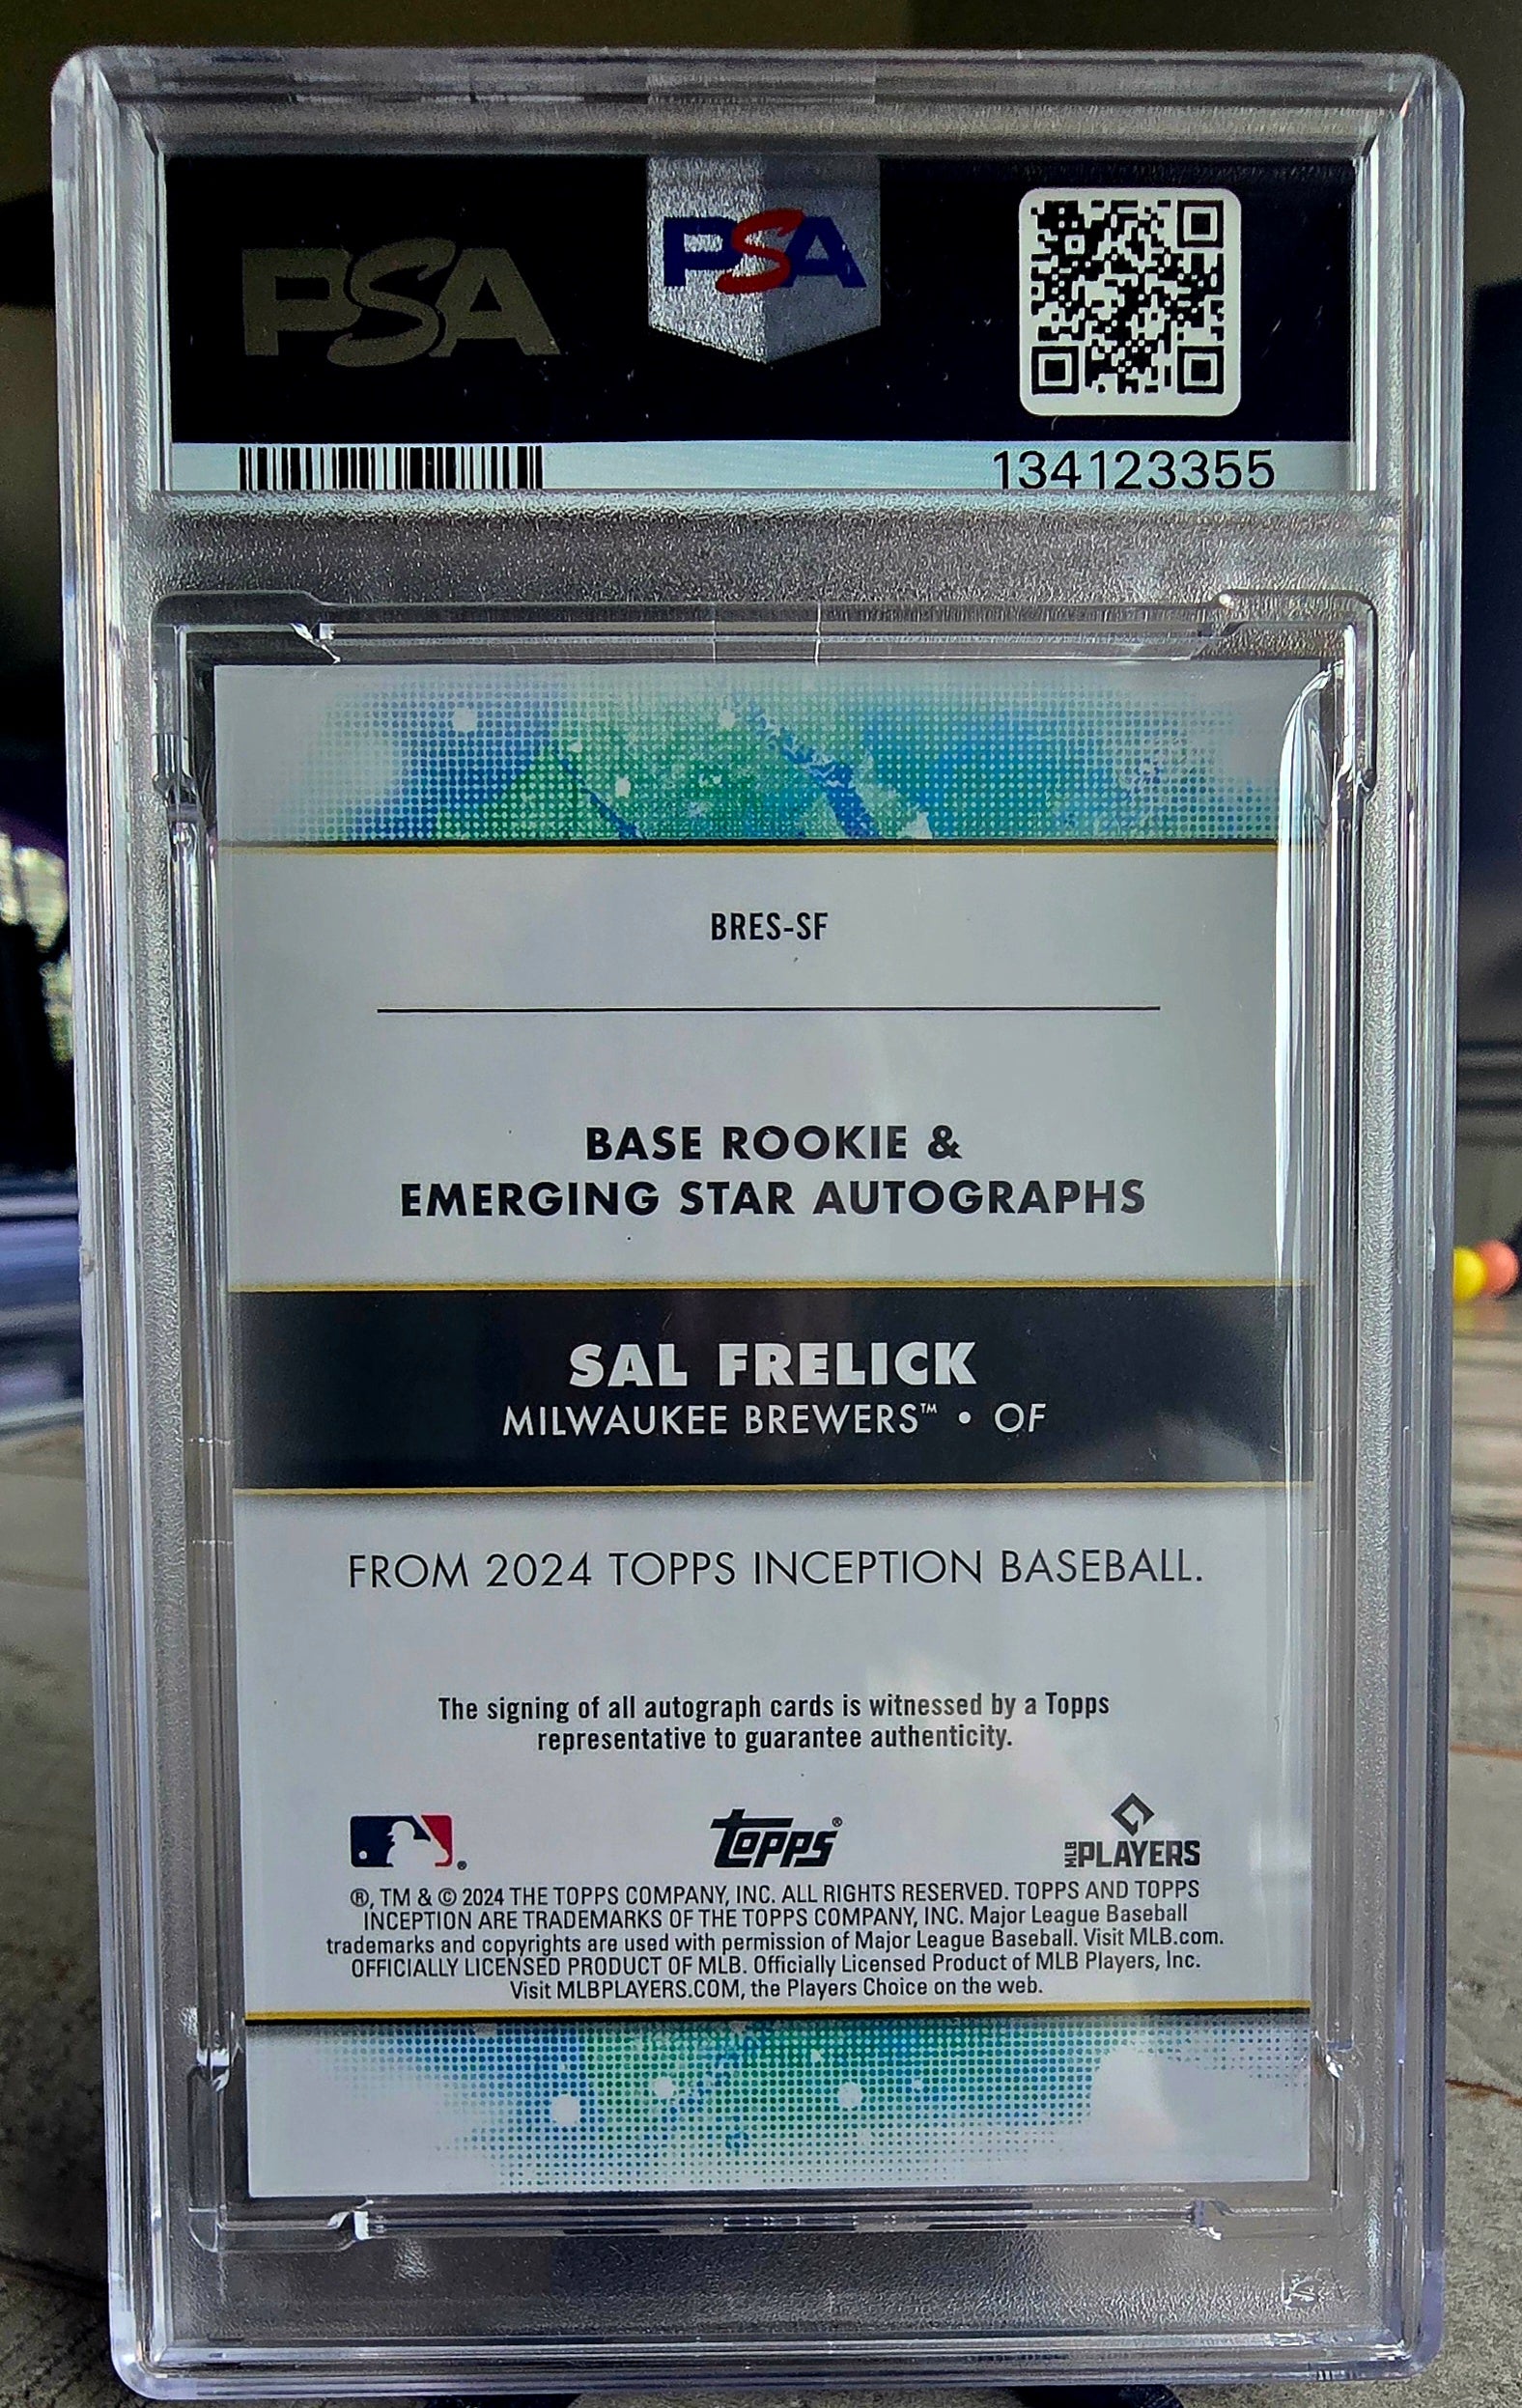 PSA
PSA
134123355
BRES-SF
BASE ROOKIE &
EMERGING STAR AUTOGRAPHS
SAL FRELICK
MILWAUKEE BREWERS™ • OF
FROM 2024 TOPPS INCEPTION BASEBALL.
The signing of all autograph cards is witnessed by a Topps
representative to guarantee authenticity.
®
topps®
MLB PLAYERS
®, TM & © 2024 THE TOPPS COMPANY, INC. ALL RIGHTS RESERVED. TOPPS AND TOPPS
INCEPTION ARE TRADEMARKS OF THE TOPPS COMPANY, INC. Major League Baseball
trademarks and copyrights are used with permission of Major League Baseball. Visit MLB.com.
OFFICIALLY LICENSED PRODUCT OF MLB. Officially Licensed Product of MLB Players, Inc.
Visit MLBPLAYERS.COM, the Players Choice on the web.